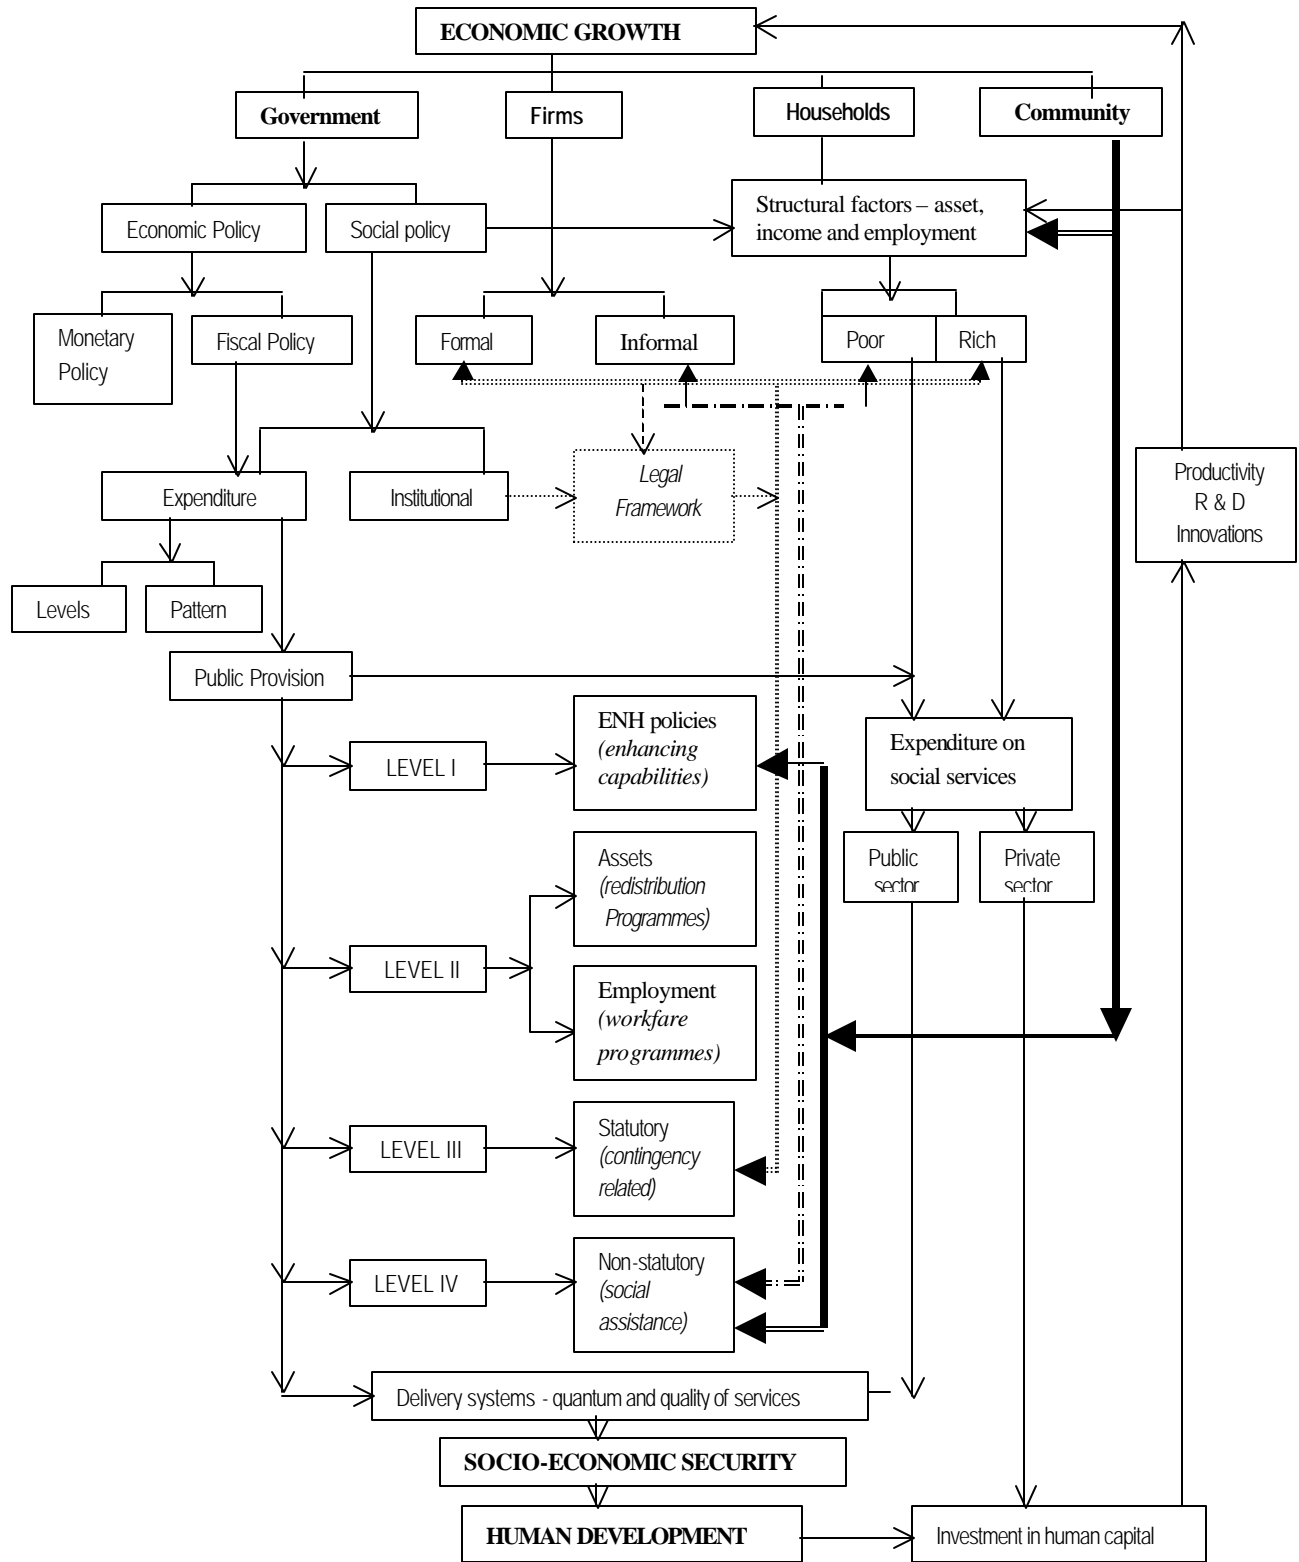 ECONOMIC GROWTH
Government
Firms
Households
Community
Structural factors – asset,
income and employment
Economic Policy
Social policy
Monetary
Policy
Fiscal Policy
Formal
Informal
Poor
Rich
Legal
Framework
Expenditure
Institutional
Productivity
R & D
Innovations
Levels
Pattern
Public Provision
ENH policies
(enhancing
capabilities)
Expenditure on
social services
LEVEL I
Assets
(redistribution
Programmes)
Public
sector
Private
sector
LEVEL II
Employment
(workfare
programmes)
LEVEL III
Statutory
(contingency
related)
LEVEL IV
Non-statutory
(social
assistance)
Delivery systems - quantum and quality of services
SOCIO-ECONOMIC SECURITY
HUMAN DEVELOPMENT
Investment in human capital